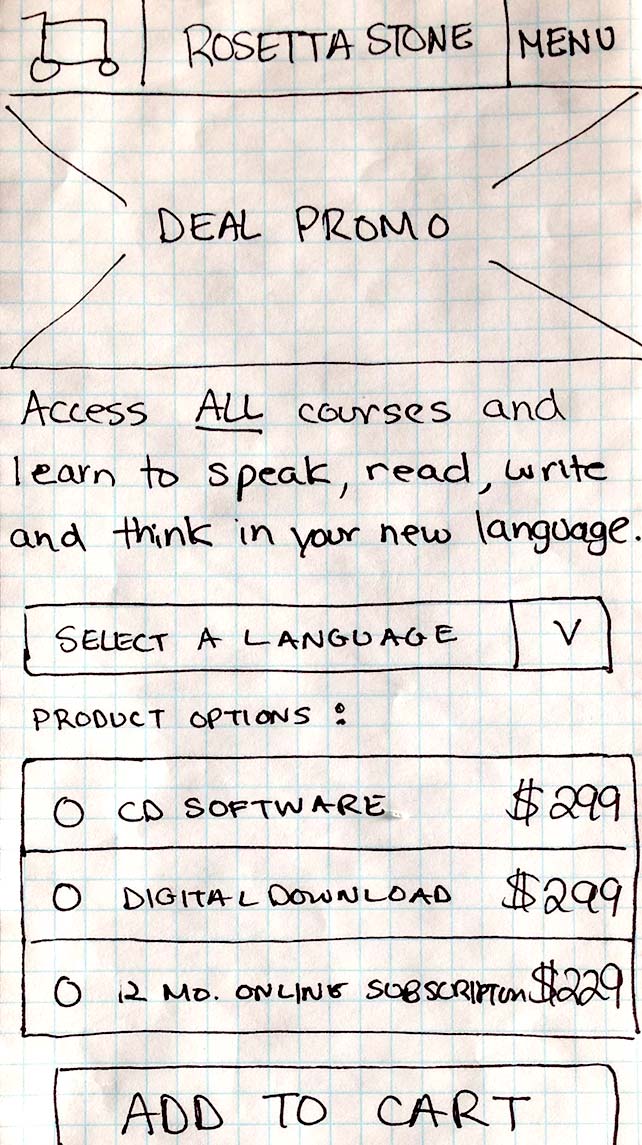 ROSETTA STONE MENU
DEAL PROMO
Access ALL courses and
learn to speak, read, write
and think in your new language.
SELECT A LANGUAGE V
PRODUCT OPTIONS :
CD SOFTWARE $299
DIGITAL DOWNLOAD $299
12 MO. ONLINE SUBSCRIPTION $229
ADD TO CART